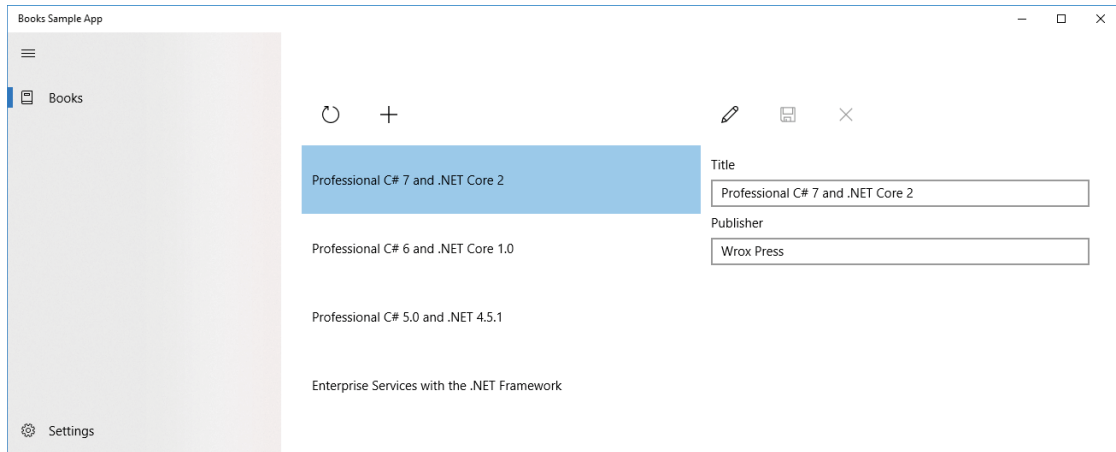 Books Sample App
Books
Title
Professional C# 7 and .NET Core 2
Professional C# 7 and .NET Core 2
Publisher
Professional C# 6 and .NET Core 1.0
Wrox Press
Professional C# 5.0 and .NET 4.5.1
Enterprise Services with the .NET Framework
Settings